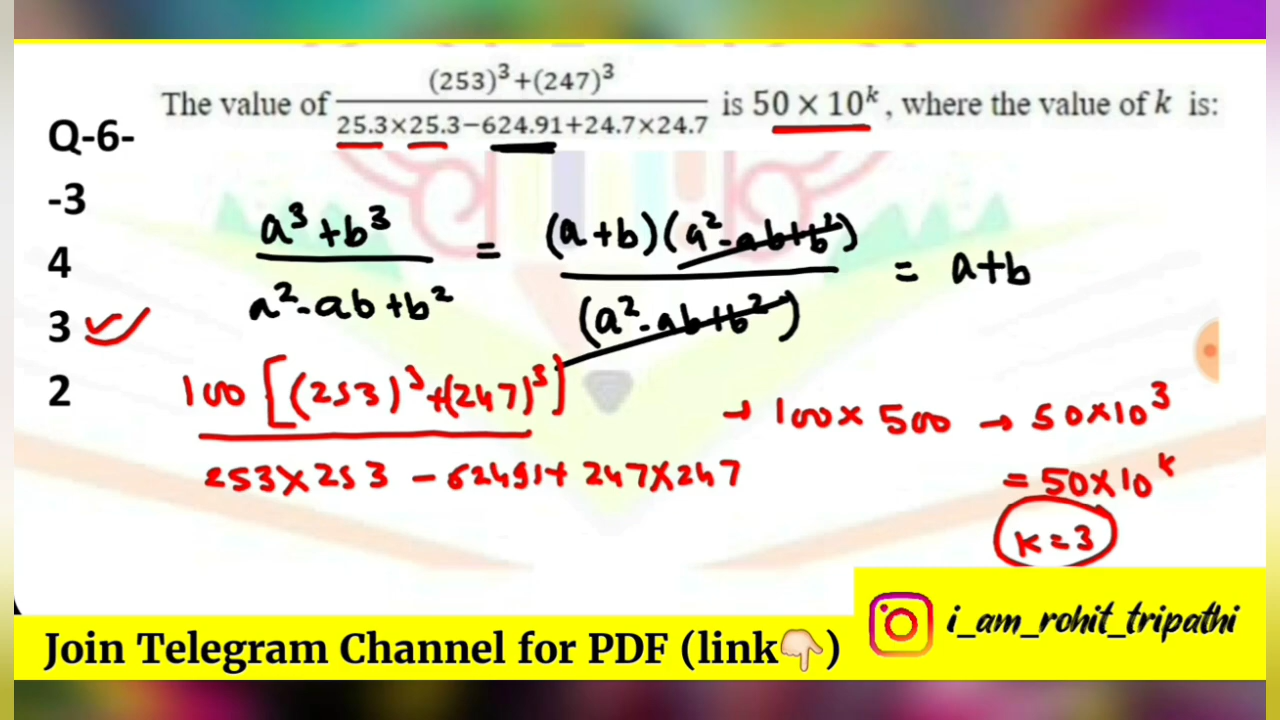 The value of (253)³+(247)³ / 25.3×25.3−624.91+24.7×24.7 is 50 × 10ᵏ , where the value of k is:
Q-6-
-3
4
3
2
a³+b³ / a²-ab+b² = (a+b)(a²-ab+b²) / (a²-ab+b²) = a+b
100 [(253)³+(247)³] / 253×253 - 62491+ 247×247 → 100× 500 → 50×10³
= 50×10ᵏ
k=3
Join Telegram Channel for PDF (link👇🏻)
i_am_rohit_tripathi